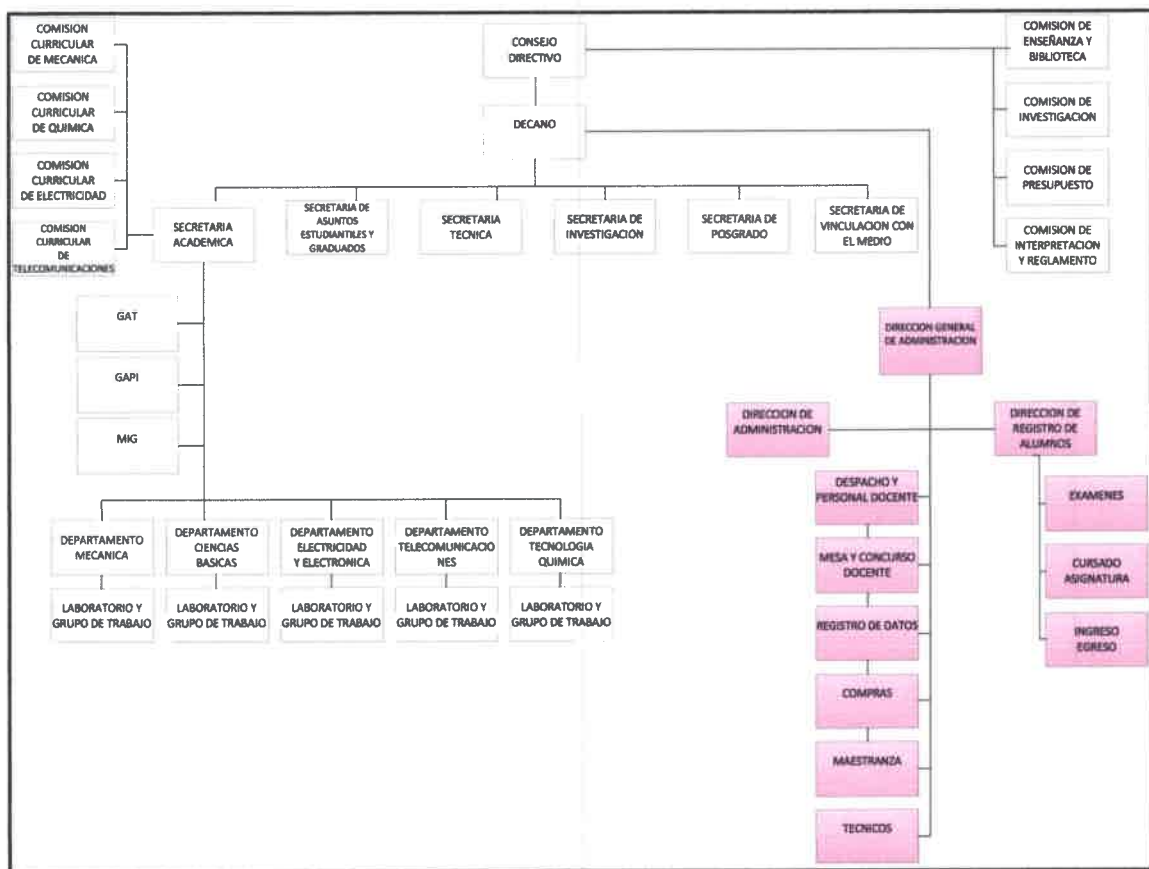 COMISION
CURRICULAR
DE MECANICA
COMISION
CURRICULAR
DE QUIMICA
COMISION
CURRICULAR
DE ELECTRICIDAD
COMISION
CURRICULAR
DE
TELECOMUNICACIONES
CONSEJO
DIRECTIVO
DECANO
COMISION DE
ENSEÑANZA Y
BIBLIOTECA
COMISION DE
INVESTIGACION
COMISION DE
PRESUPUESTO
COMISION DE
INTERPRETACION
Y REGLAMENTO
SECRETARIA
ACADEMICA
SECRETARIA DE
ASUNTOS
ESTUDIANTILES Y
GRADUADOS
SECRETARIA
TECNICA
SECRETARIA DE
INVESTIGACION
SECRETARIA DE
POSGRADO
SECRETARIA DE
VINCULACION CON
EL MEDIO
GAT
GAPI
MIG
DEPARTAMENTO
MECANICA
DEPARTAMENTO
CIENCIAS
BASICAS
DEPARTAMENTO
ELECTRICIDAD
Y ELECTRONICA
DEPARTAMENTO
TELECOMUNICACIO
NES
DEPARTAMENTO
TECNOLOGIA
QUIMICA
LABORATORIO Y
GRUPO DE TRABAJO
LABORATORIO Y
GRUPO DE TRABAJO
LABORATORIO Y
GRUPO DE TRABAJO
LABORATORIO Y
GRUPO DE TRABAJO
LABORATORIO Y
GRUPO DE TRABAJO
DIRECCION GENERAL
DE ADMINISTRACION
DIRECCION DE
ADMINISTRACION
DIRECCION DE
REGISTRO DE
ALUMNOS
DESPACHO Y
PERSONAL DOCENTE
MESA Y CONCURSO
DOCENTE
REGISTRO DE DATOS
COMPRAS
MAESTRANZA
TECNICOS
EXAMENES
CURSADO
ASIGNATURA
INGRESO
EGRESO